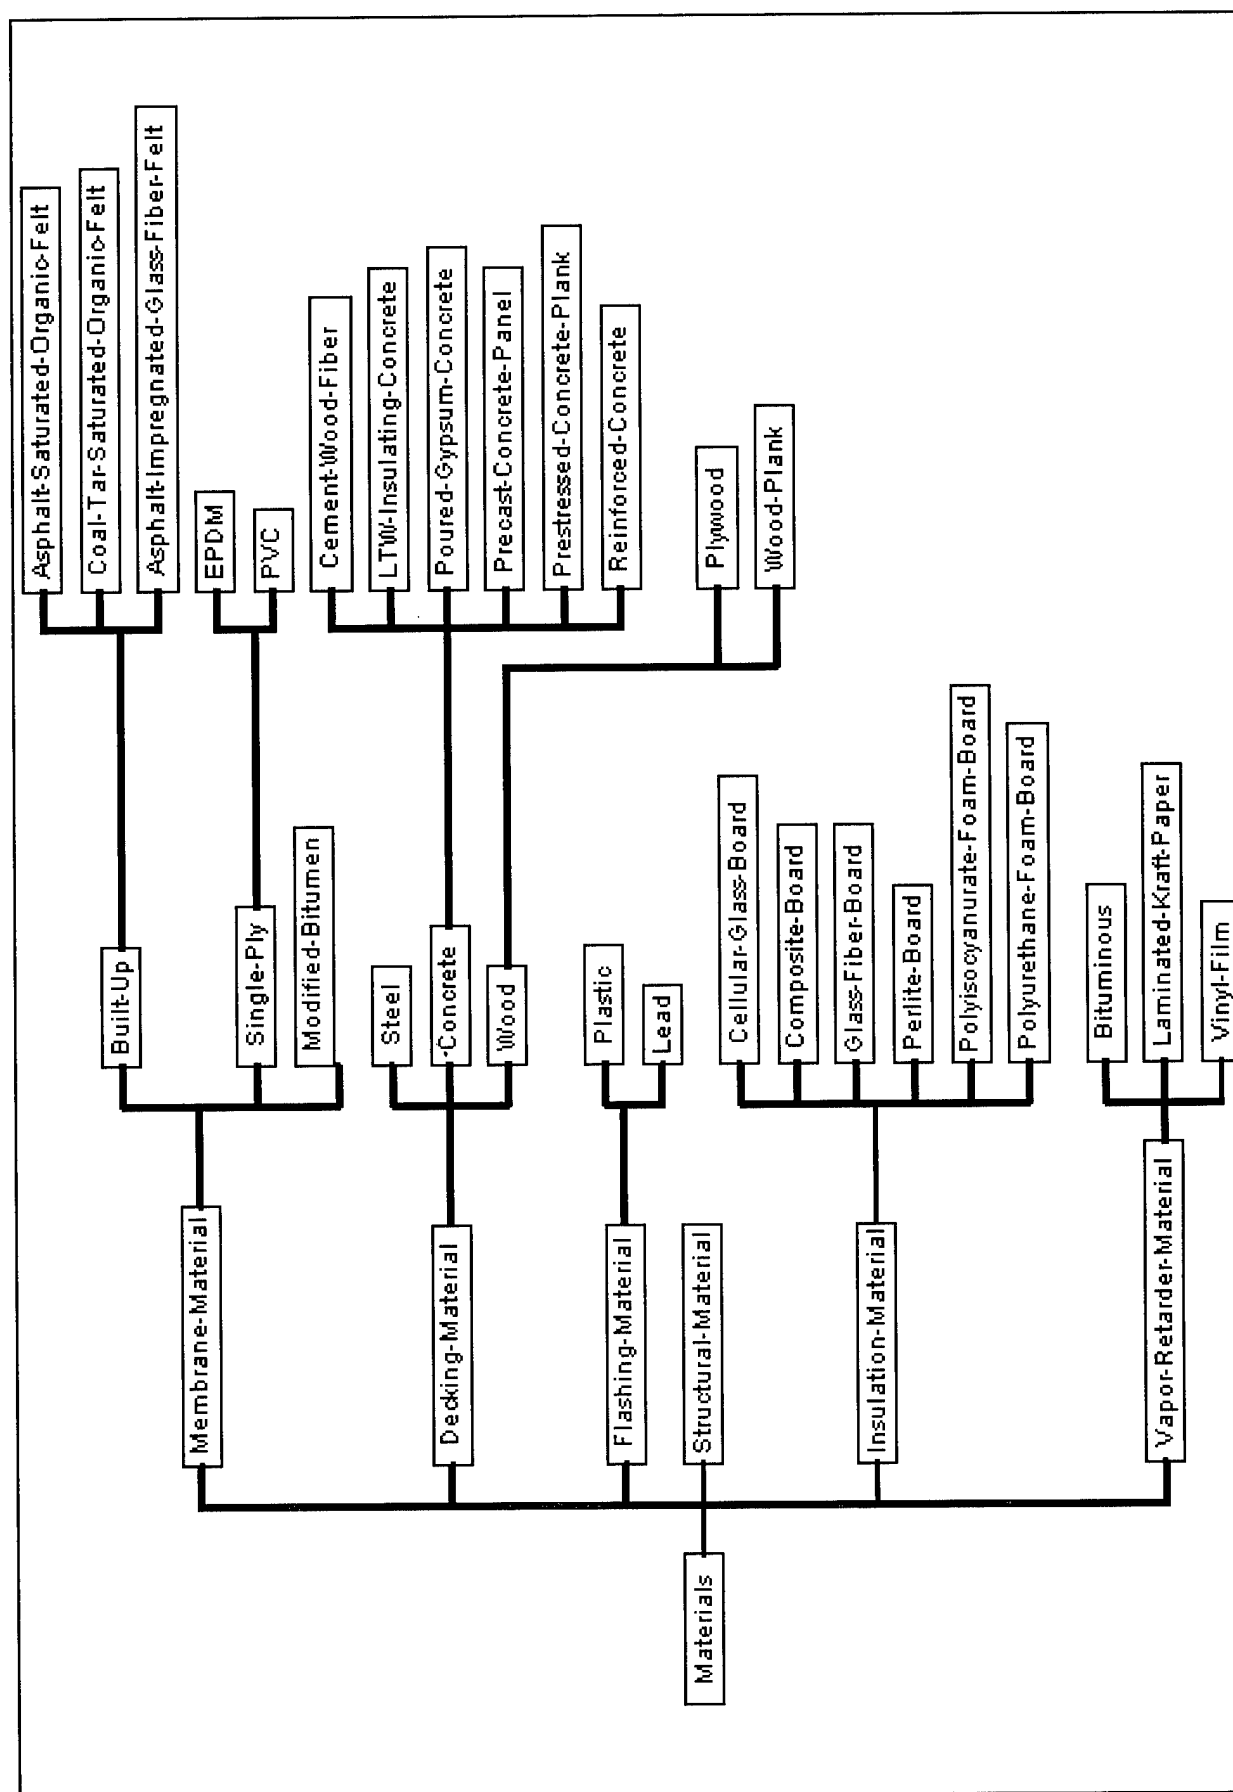 Materials
Membrane-Material
Decking-Material
Flashing-Material
Structural-Material
Insulation-Material
Vapor-Retarder-Material
Built-Up
Single-Ply
Modified-Bitumen
Steel
-Concrete
Wood
Plastic
Lead
Cellular-Glass-Board
Composite-Board
Glass-Fiber-Board
Perlite-Board
Polyisocyanurate-Foam-Board
Polyurethane-Foam-Board
Bituminous
Laminated-Kraft-Paper
Vinyl-Film
Asphalt-Saturated-Organic-Felt
Coal-Tar-Saturated-Organic-Felt
Asphalt-Impregnated-Glass-Fiber-Felt
EPDM
PVC
Cement-Wood-Fiber
LTW-Insulating-Concrete
Poured-Gypsum-Concrete
Precast-Concrete-Panel
Prestressed-Concrete-Plank
Reinforced-Concrete
Plywood
Wood-Plank